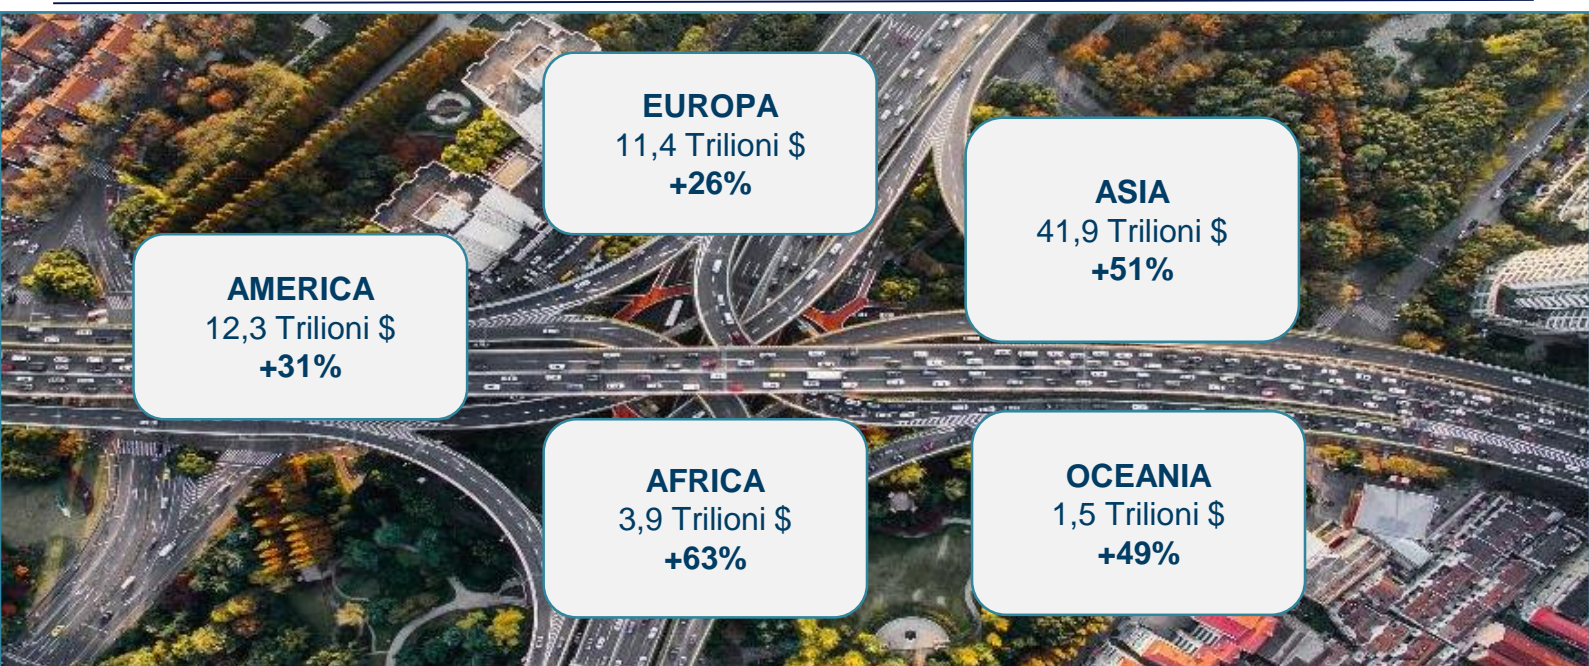 EUROPA
11,4 Trilioni $
+26%
ASIA
41,9 Trilioni $
+51%
AMERICA
12,3 Trilioni $
+31%
AFRICA
3,9 Trilioni $
+63%
OCEANIA
1,5 Trilioni $
+49%